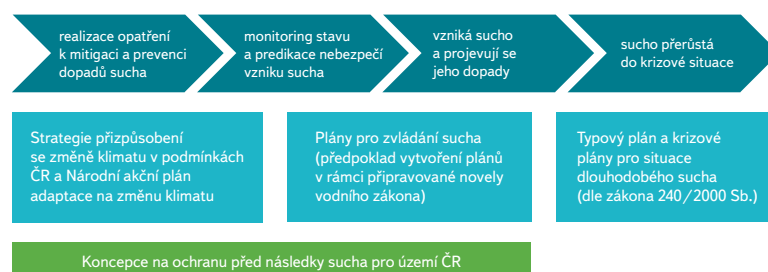 realizace opatření
k mitigaci a prevenci
dopadů sucha
monitoring stavu
a predikace nebezpečí
vzniku sucha
vzniká sucho
a projevují se
jeho dopady
sucho přerůstá
do krizové situace
Strategie přizpůsobení
se změně klimatu v podmínkách
ČR a Národní akční plán
adaptace na změnu klimatu
Plány pro zvládání sucha
(předpoklad vytvoření plánů
v rámci připravované novely
vodního zákona)
Typový plán a krizové
plány pro situace
dlouhodobého sucha
(dle zákona 240/2000 Sb.)
Koncepce na ochranu před následky sucha pro území ČR